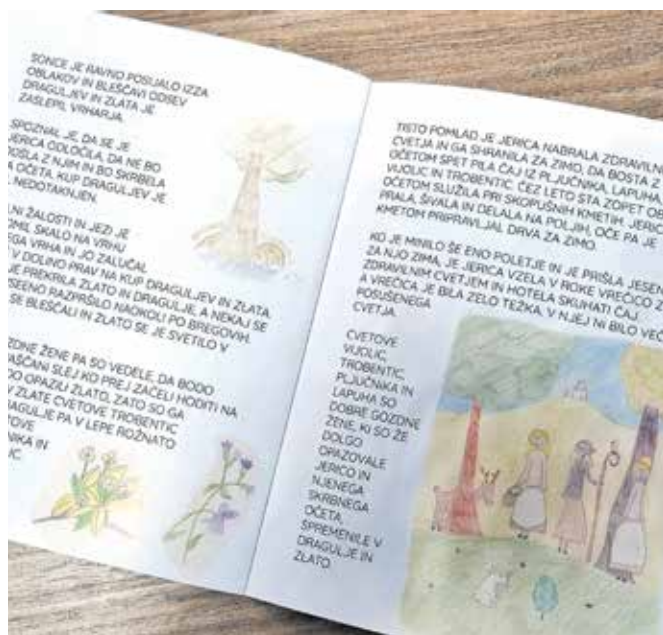 SONCE JE RAVNO POSIJALO IZZA
OBLAKOV IN BLEŠČAVI ODSEV
DRAGULJEV IN ZLATA JE
ZASLEPIL VRHARJA.
SPOZNAL JE, DA SE JE
JERICA ODLOČILA, DA NE BO
ODŠLA Z NJIM IN BO SKRBELA
OČETA. KUP DRAGULJEV JE
NEDOTAKNJEN.
NI ŽALOSTI IN JEZI JE
SKALO NA VRHU
VRHA IN JO ZALUČAL
V DOLINO PRAV NA KUP DRAGULJEV IN ZLATA
JE PREKRILA ZLATO IN DRAGULJE, A NEKAJ SE
RAZPRŠILO NAOKOLI PO BREGOVIH.
SE BLEŠČALI IN ZLATO SE JE SVETILO V
ŽENE PA SO VEDELE, DA BODO
SLEJ KO PREJ ZAČELI HODITI NA
OPAZILI ZLATO, ZATO SO GA
V ZLATE CVETOVE TROBENTIC
PA V LEPE ROŽNATO
IN
TISTO POMLAD JE JERICA NABRALA ZDRAVILN
CVETJA IN GA SHRANILA ZA ZIMO, DA BOSTA Z
OČETOM SPET PILA ČAJ IZ PLJUČNIKA, LAPUHA,
VIJOLIC IN TROBENTIC. ČEZ LETO STA ZOPET OB
OČETOM SLUŽILA PRI SKOPUŠNIH KMETIH. JERIC
PRALA, ŠIVALA IN DELALA NA POLJIH, OČE PA JE
KMETOM PRIPRAVLJAL DRVA ZA ZIMO.
KO JE MINILO ŠE ENO POLETJE IN JE PRIŠLA JESEN
ZA NJO ZIMA, JE JERICA VZELA V ROKE VREČICO Z
ZDRAVILNIM CVETJEM IN HOTELA SKUHATI ČAJ
A VREČICA JE BILA ZELO TEŽKA, V NJEJ NI BILO VEČ
POSUŠENEGA
CVETJA.
CVETOVE
VIJOLIC,
TROBENTIC,
PLJUČNIKA IN
LAPUHA SO
DOBRE GOZDNE
ŽENE, KI SO ŽE
DOLGO
OPAZOVALE
JERICO IN
NJENEGA
SKRBNEGA
OČETA,
SPREMENILE V
DRAGULJE IN
ZLATO.